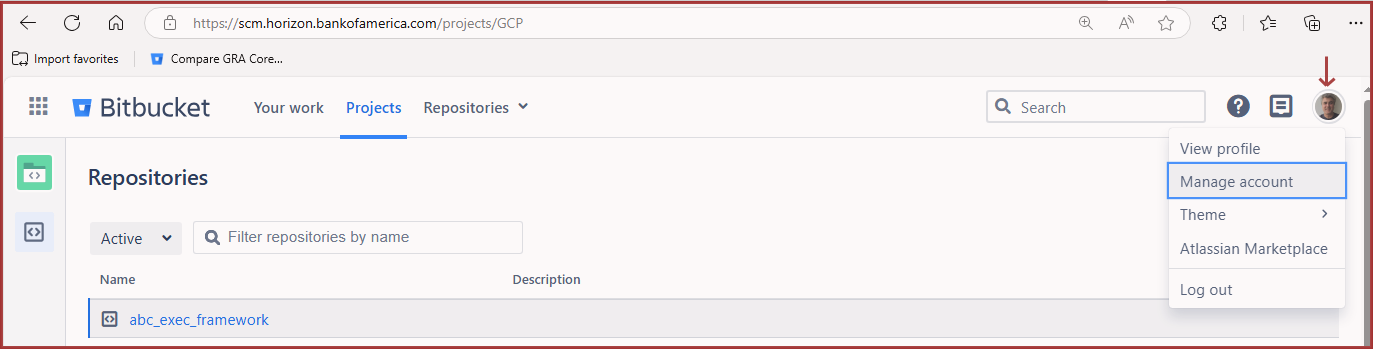 https://scm.horizon.bankofamerica.com/projects/GCP
Import favorites
Compare GRA Core...
Bitbucket
Your work
Projects
Repositories
Search
View profile
Manage account
Theme
Atlassian Marketplace
Log out
Repositories
Active
Filter repositories by name
Name
Description
abc_exec_framework